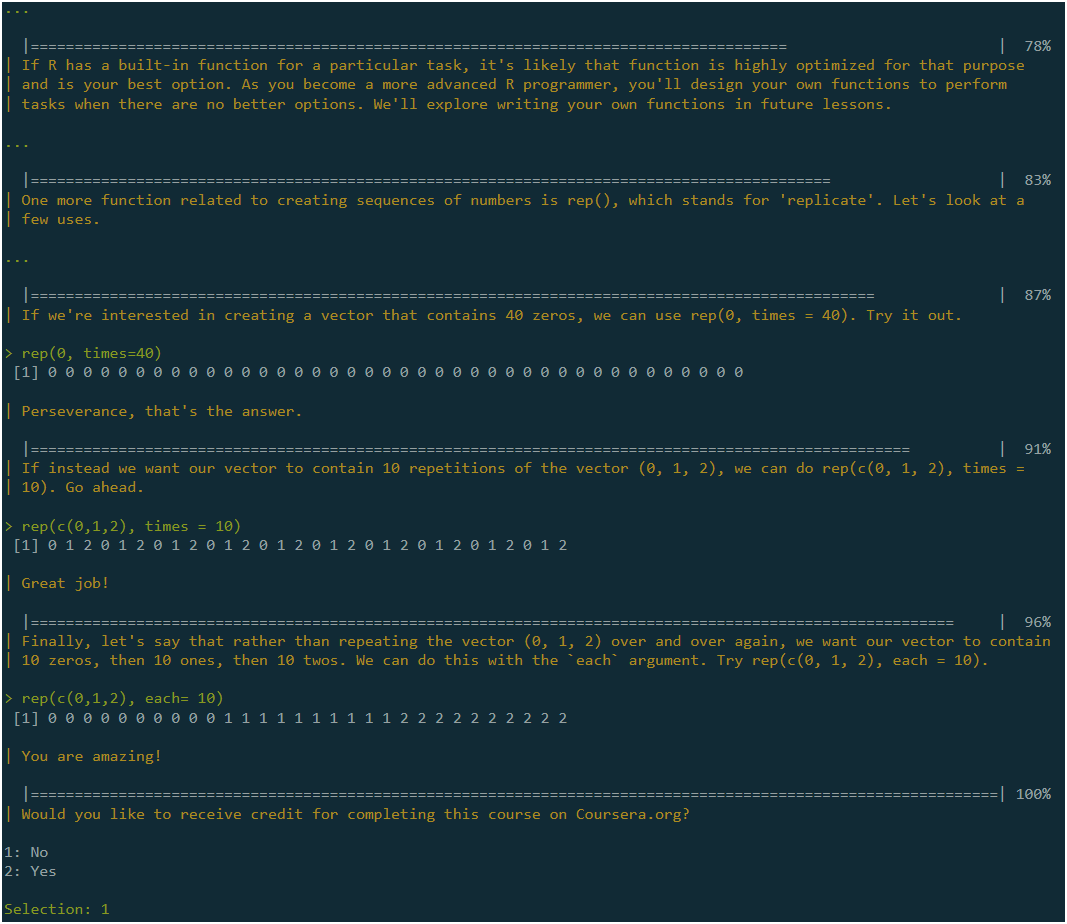 ...
|====================================================================================== | 78%
| If R has a built-in function for a particular task, it's likely that function is highly optimized for that purpose
| and is your best option. As you become a more advanced R programmer, you'll design your own functions to perform
| tasks when there are no better options. We'll explore writing your own functions in future lessons.
...
|=========================================================================================== | 83%
| One more function related to creating sequences of numbers is rep(), which stands for 'replicate'. Let's look at a
| few uses.
...
|================================================================================================ | 87%
| If we're interested in creating a vector that contains 40 zeros, we can use rep(0, times = 40). Try it out.
> rep(0, times=40)
[1] 0 0 0 0 0 0 0 0 0 0 0 0 0 0 0 0 0 0 0 0 0 0 0 0 0 0 0 0 0 0 0 0 0 0 0 0 0 0 0 0
| Perseverance, that's the answer.
|==================================================================================================== | 91%
| If instead we want our vector to contain 10 repetitions of the vector (0, 1, 2), we can do rep(c(0, 1, 2), times =
| 10). Go ahead.
> rep(c(0,1,2), times = 10)
[1] 0 1 2 0 1 2 0 1 2 0 1 2 0 1 2 0 1 2 0 1 2 0 1 2 0 1 2 0 1 2
| Great job!
|========================================================================================================= | 96%
| Finally, let's say that rather than repeating the vector (0, 1, 2) over and over again, we want our vector to contain
| 10 zeros, then 10 ones, then 10 twos. We can do this with the `each` argument. Try rep(c(0, 1, 2), each = 10).
> rep(c(0,1,2), each= 10)
[1] 0 0 0 0 0 0 0 0 0 0 1 1 1 1 1 1 1 1 1 1 2 2 2 2 2 2 2 2 2 2
| You are amazing!
|==============================================================================================================| 100%
| Would you like to receive credit for completing this course on Coursera.org?
1: No
2: Yes
Selection: 1